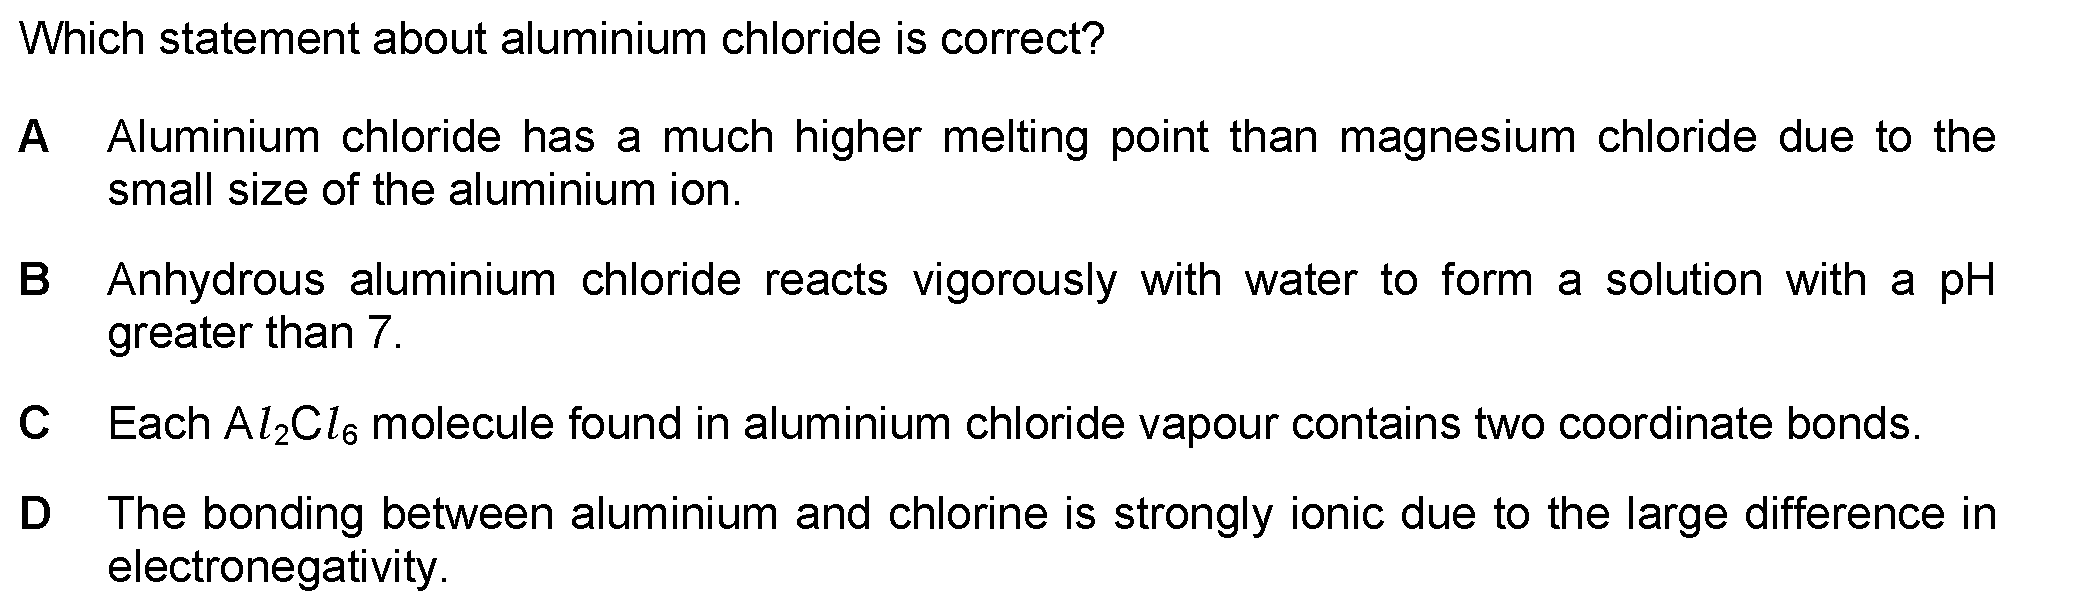 Which statement about aluminium chloride is correct?
A Aluminium chloride has a much higher melting point than magnesium chloride due to the
small size of the aluminium ion.
B Anhydrous aluminium chloride reacts vigorously with water to form a solution with a pH
greater than 7.
C Each Al₂Cl₆ molecule found in aluminium chloride vapour contains two coordinate bonds.
D The bonding between aluminium and chlorine is strongly ionic due to the large difference in
electronegativity.